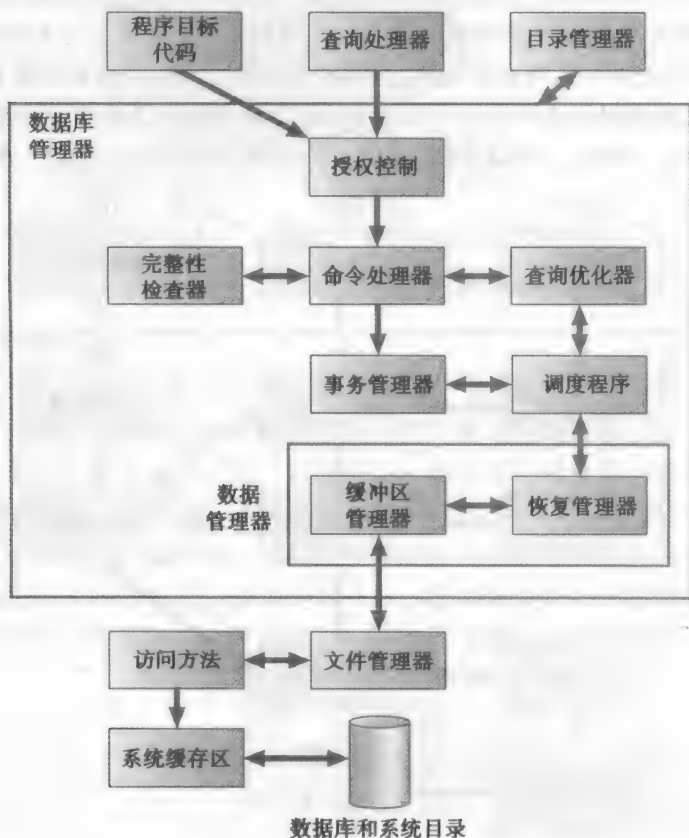 程序目标
代码
查询处理器
目录管理器
数据库
管理器
授权控制
完整性
检查器
命令处理器
查询优化器
事务管理器
调度程序
数据
管理器
缓冲区
管理器
恢复管理器
访问方法
文件管理器
系统缓存区
数据库和系统目录